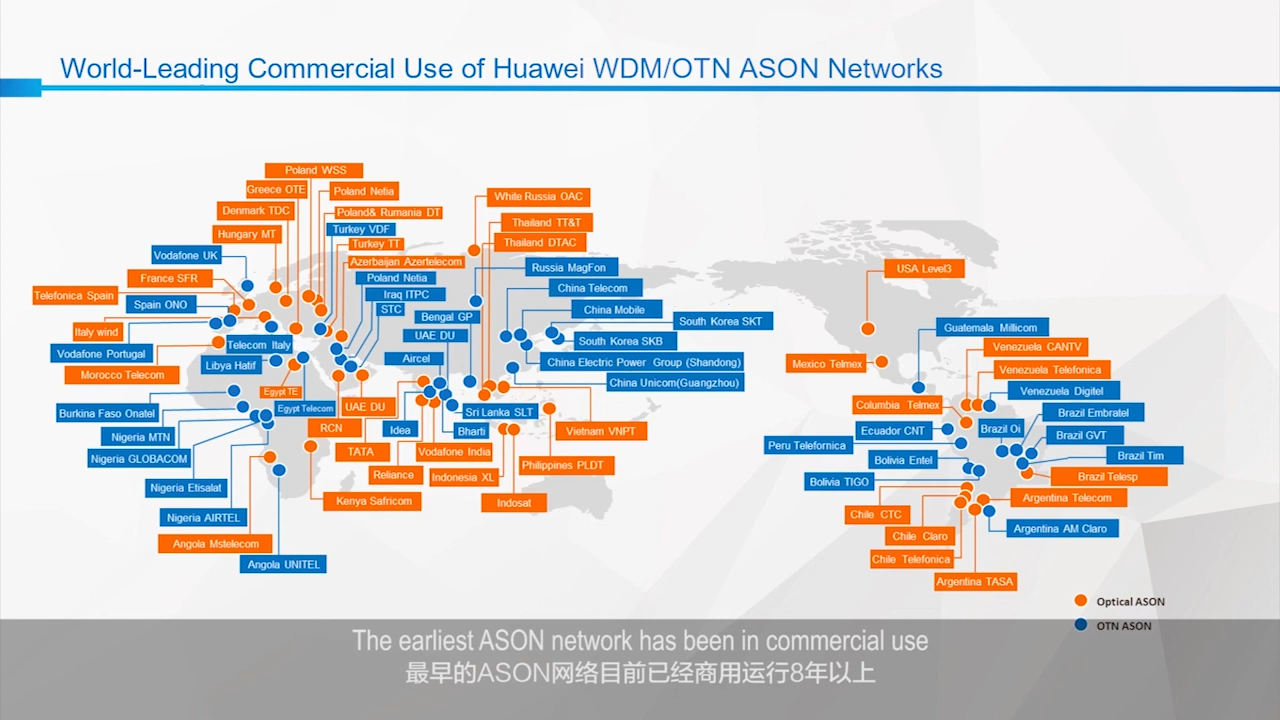 World-Leading Commercial Use of Huawei WDM/OTN ASON Networks
Poland WSS
Greece OTE
Poland Netia
Denmark TDC
Poland& Rumania DT
Hungary MT
Turkey VDF
Turkey TT
Vodafone UK
Azerbaijan Azertelecom
France SFR
Poland Netia
Telefonica Spain
Spain ONO
Iraq ITPC
STC
Italy wind
Bengal GP
Vodafone Portugal
Telecom Italy
UAE DU
Libya Hatif
Aircel
Morocco Telecom
Egypt TE
Burkina Faso Onatel
Egypt Telecom
UAE DU
Nigeria MTN
RCN
Idea
Bharti
Sri Lanka SLT
Nigeria GLOBACOM
TATA
Vodafone India
Nigeria Etisalat
Reliance
Indonesia XL
Kenya Safricom
Indosat
Nigeria AIRTEL
Angola Mstelecom
Angola UNITEL
White Russia OAC
Thailand TT&T
Thailand DTAC
Russia MagFon
China Telecom
China Mobile
South Korea SKT
South Korea SKB
China Electric Power Group (Shandong)
China Unicom(Guangzhou)
Vietnam VNPT
Philippines PLDT
USA Level3
Guatemala Millicom
Venezuela CANTV
Mexico Telmex
Venezuela Telefonica
Venezuela Digitel
Columbia Telmex
Brazil Embratel
Ecuador CNT
Brazil Oi
Brazil GVT
Peru Telefornica
Brazil Tim
Bolivia Entel
Brazil Telesp
Bolivia TIGO
Argentina Telecom
Chile CTC
Argentina AM Claro
Chile Claro
Chile Telefonica
Argentina TASA
Optical ASON
OTN ASON
The earliest ASON network has been in commercial use
最早的ASON网络目前已经商用运行8年以上